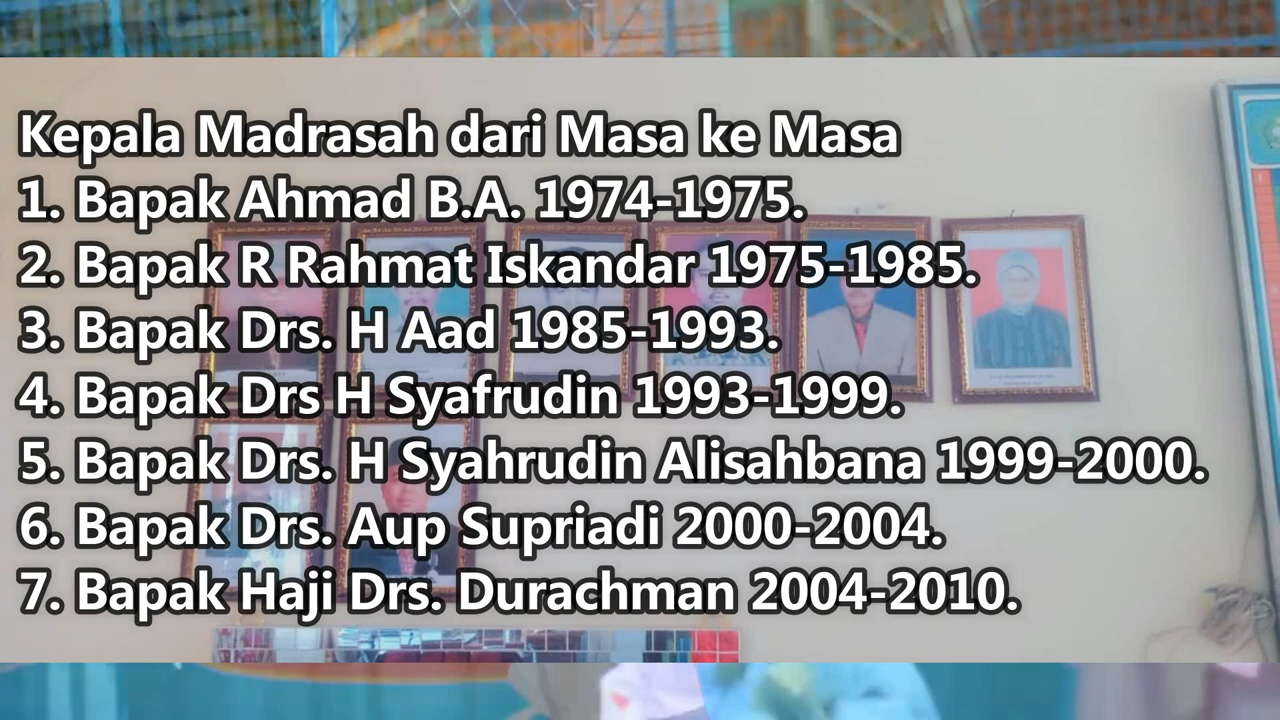 Kepala Madrasah dari Masa ke Masa
1. Bapak Ahmad B.A. 1974-1975.
2. Bapak R Rahmat Iskandar 1975-1985.
3. Bapak Drs. H Aad 1985-1993.
4. Bapak Drs H Syafrudin 1993-1999.
5. Bapak Drs. H Syahrudin Alisahbana 1999-2000.
6. Bapak Drs. Aup Supriadi 2000-2004.
7. Bapak Haji Drs. Durachman 2004-2010.